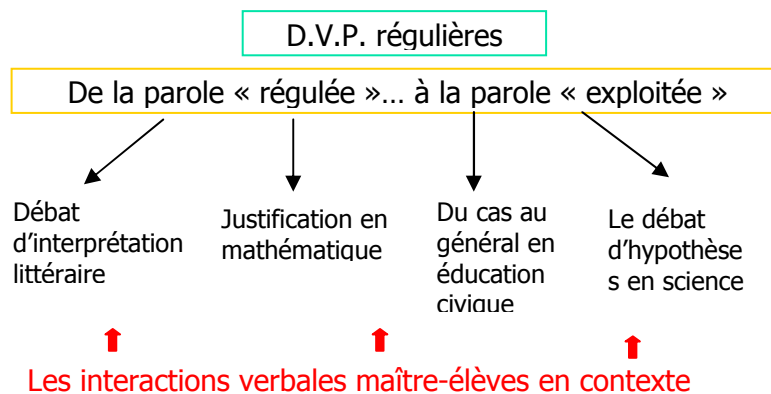 D.V.P. régulières
De la parole « régulée »… à la parole « exploitée »
Débat
d’interprétation
littéraire
Justification en
mathématique
Du cas au
général en
éducation
civique
Le débat
d’hypothèse
s en science
Les interactions verbales maître-élèves en contexte